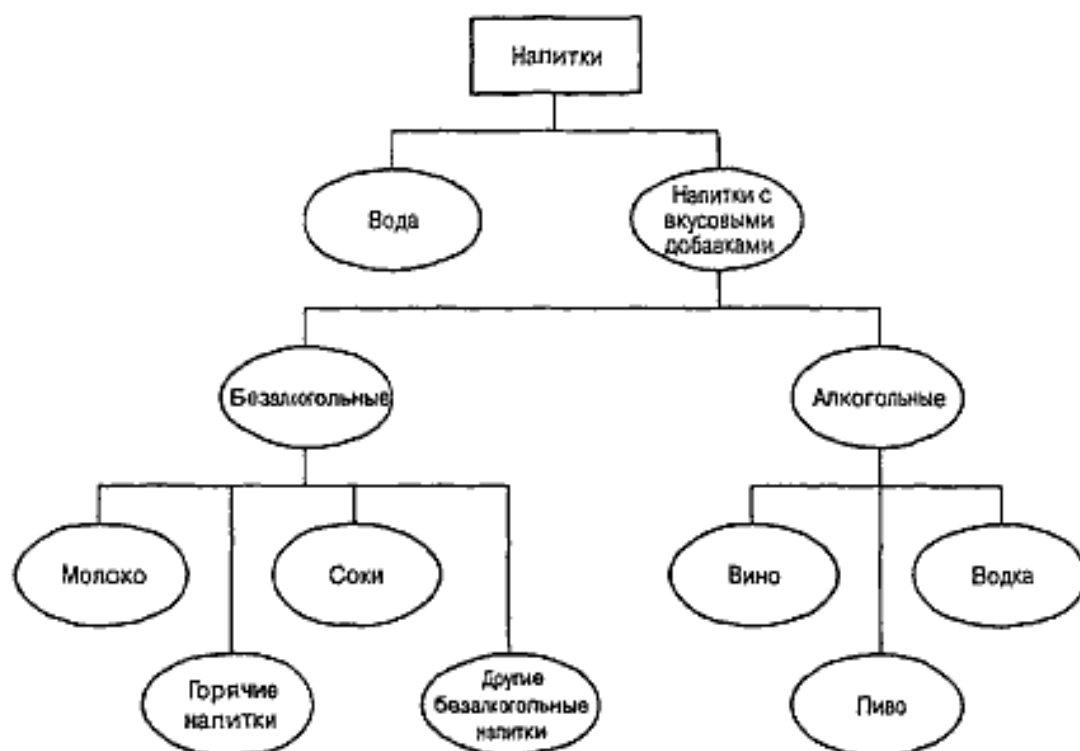 Напитки
Вода
Напитки с
вкусовыми
добавками
Безалкогольные
Алкогольные
Молоко
Соки
Вино
Водка
Горячие
напитки
Другие
безалкогольные
напитки
Пиво